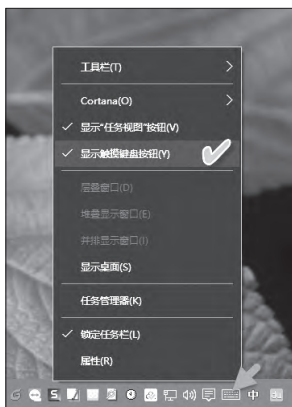 工具栏(T)
Cortana(O)
显示“任务视图”按钮(V)
显示触摸键盘按钮(Y)
层叠窗口(D)
堆叠显示窗口(E)
并排显示窗口(I)
显示桌面(S)
任务管理器(K)
锁定任务栏(L)
属性(R)
中